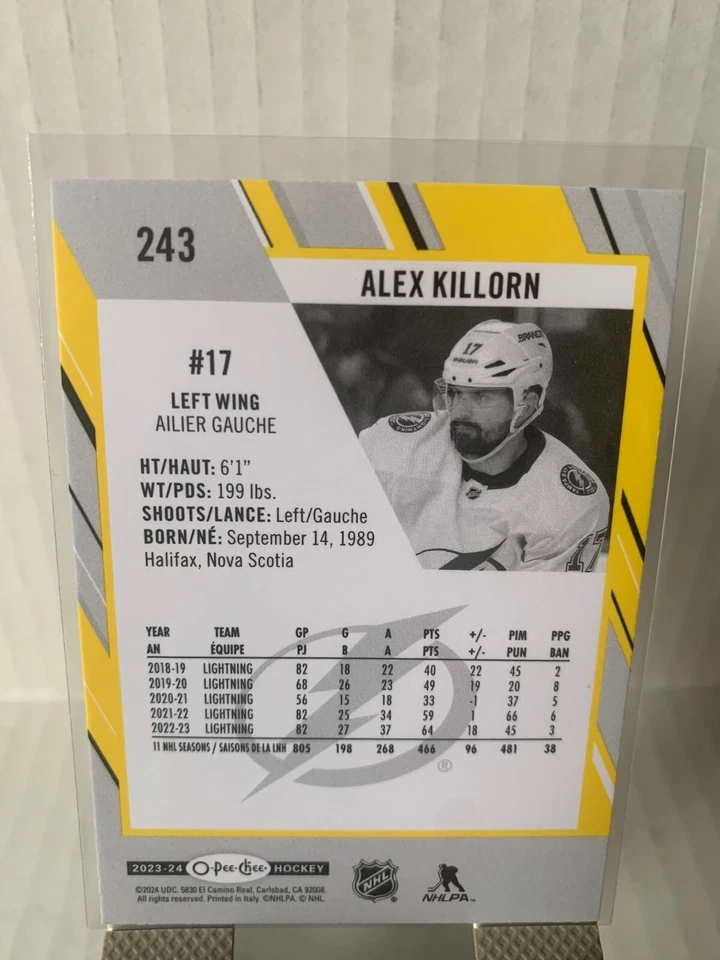 243
ALEX KILLORN
#17
LEFT WING
AILIER GAUCHE
HT/HAUT: 6'1"
WT/PDS: 199 lbs.
SHOOTS/LANCE: Left/Gauche
BORN/NÉ: September 14, 1989
Halifax, Nova Scotia
17
BAUER
BRANDT
17
YEAR TEAM GP G A PTS +/- PIM PPG
AN ÉQUIPE PJ B A PTS +/- PUN BAN
2018-19 LIGHTNING 82 18 22 40 22 45 2
2019-20 LIGHTNING 68 26 23 49 19 20 8
2020-21 LIGHTNING 56 15 18 33 -1 37 5
2021-22 LIGHTNING 82 25 34 59 1 66 6
2022-23 LIGHTNING 82 27 37 64 18 45 3
11 NHL SEASONS / SAISONS DE LA LNH 805 198 268 466 96 481 38
®
2023-24 O-Pee-Chee HOCKEY
©2024 UDC. 5830 El Camino Real, Carlsbad, CA 92008.
All rights reserved. Printed in Italy. ©NHLPA. © NHL.
NHL
NHLPA